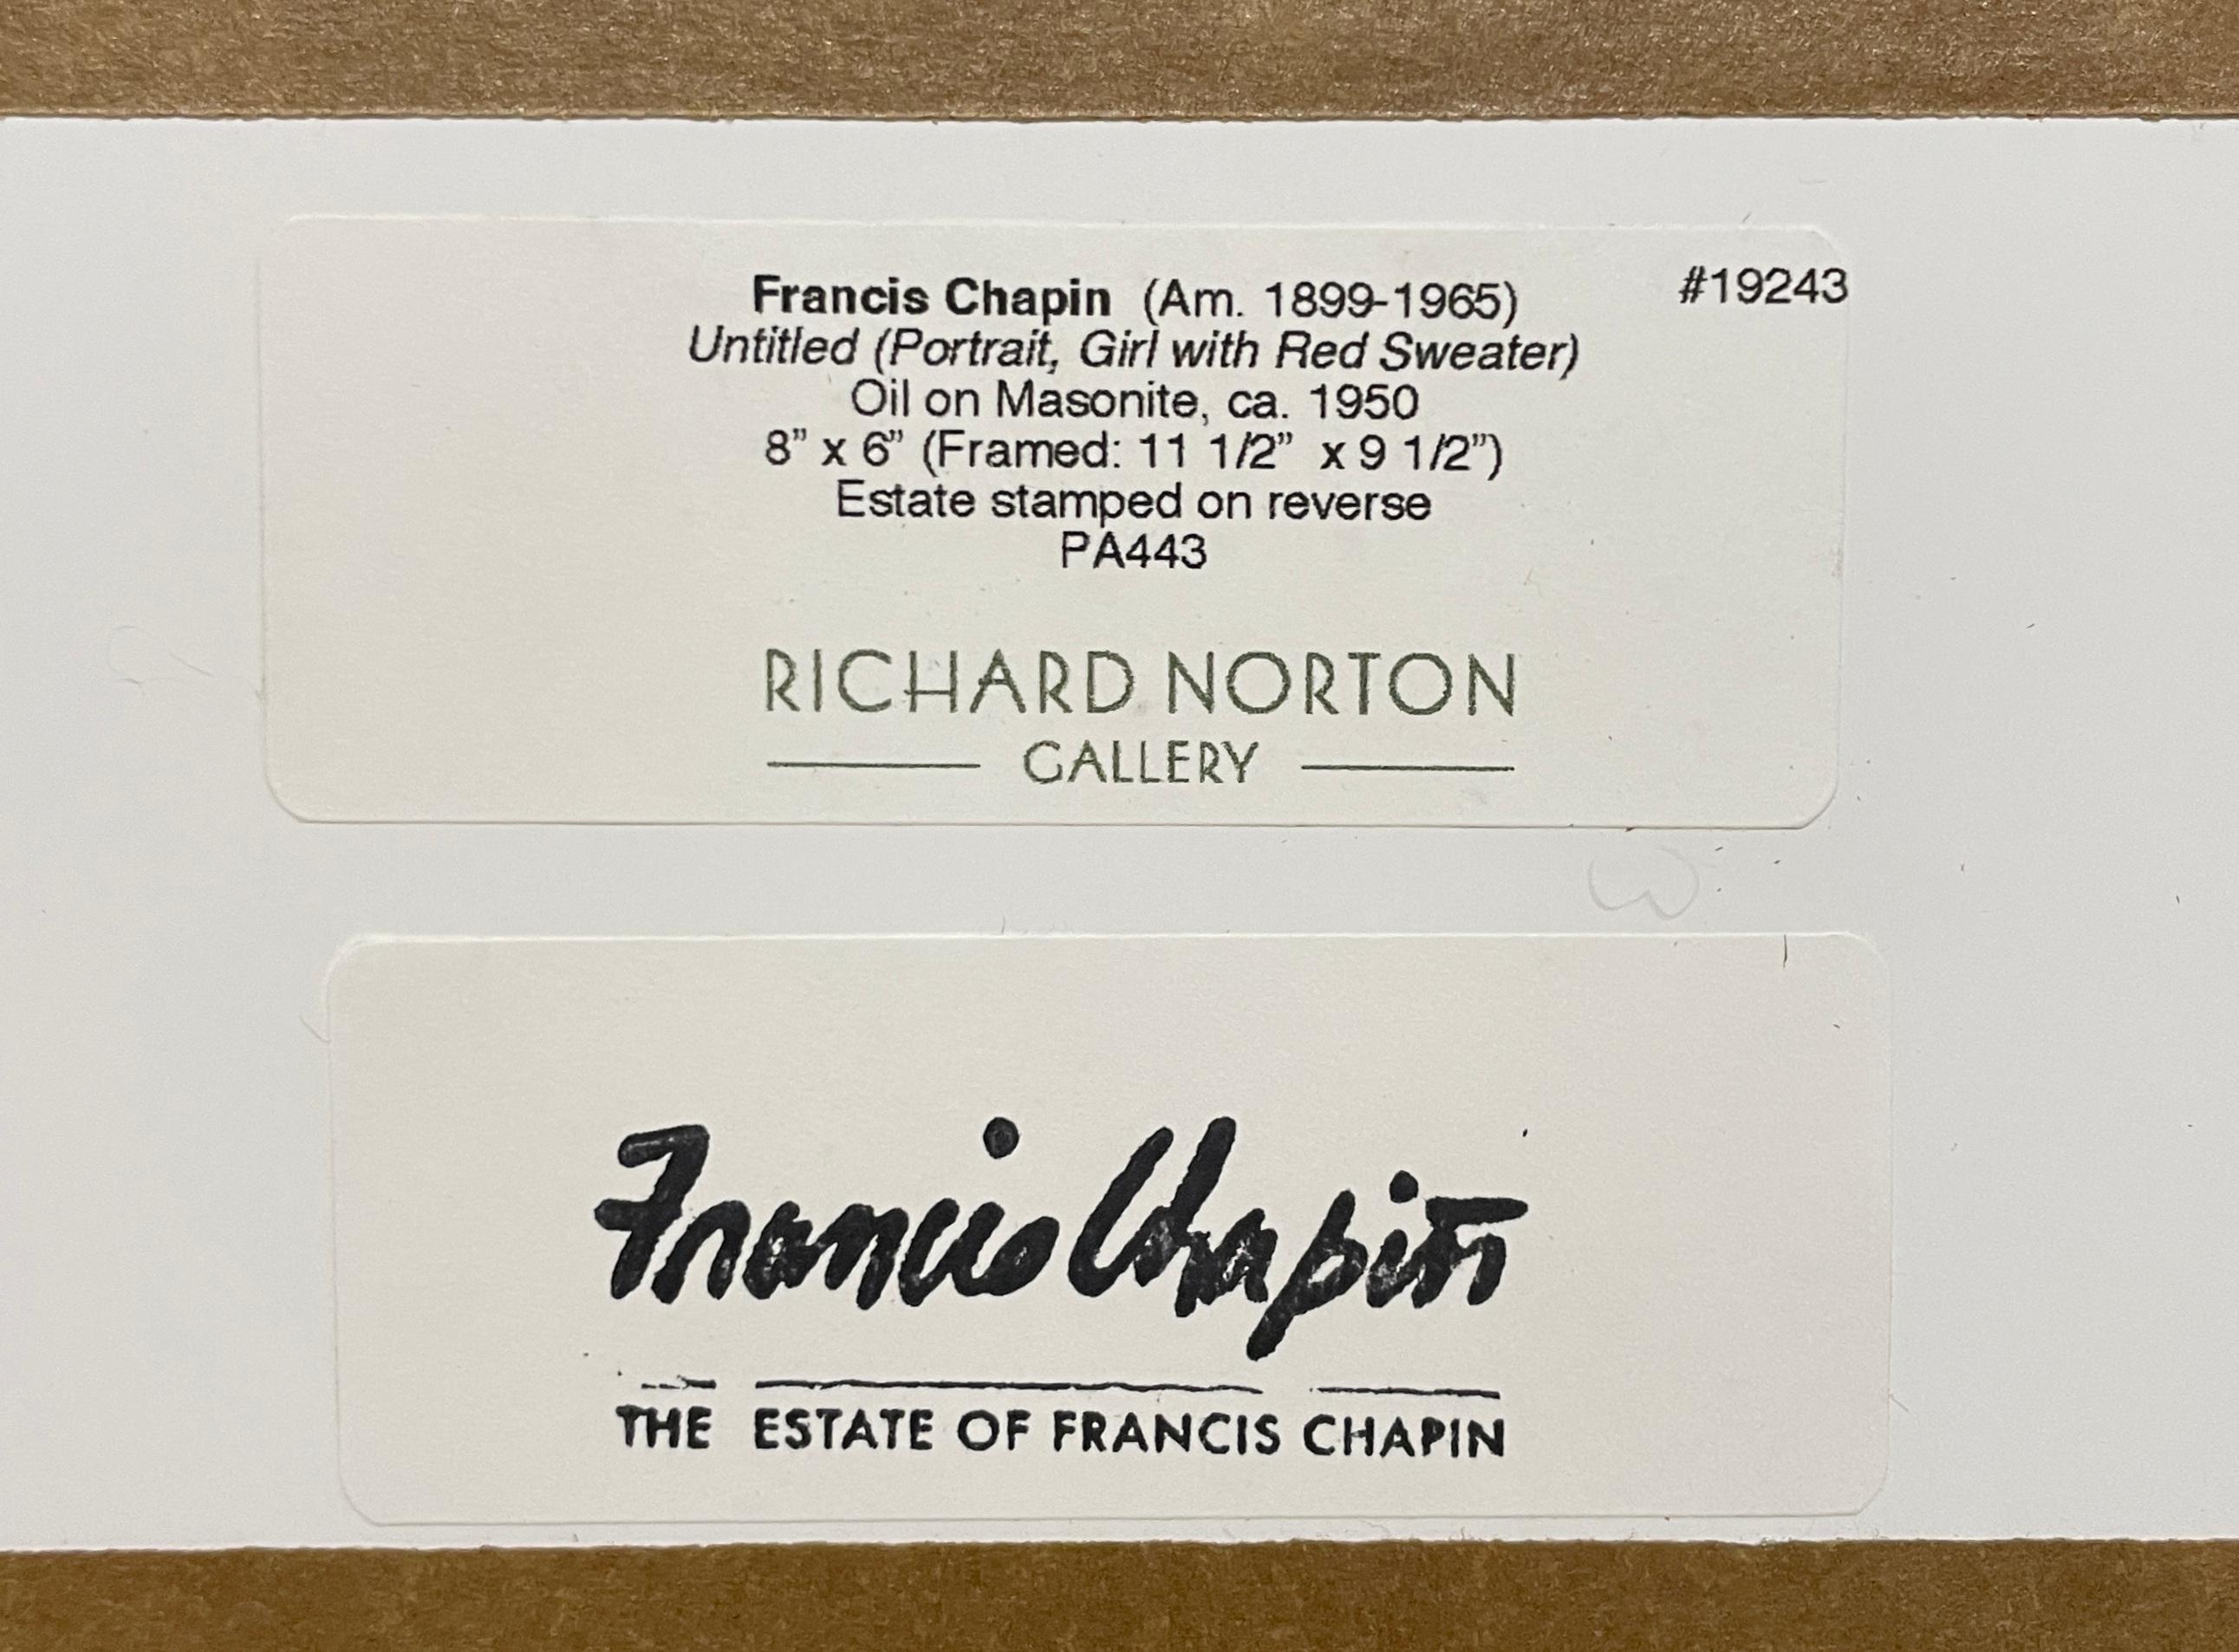 Francis Chapin (Am. 1899-1965) #19243
Untitled (Portrait, Girl with Red Sweater)
Oil on Masonite, ca. 1950
8” x 6” (Framed: 11 1/2” x 9 1/2”)
Estate stamped on reverse
PA443
RICHARD NORTON
GALLERY
Francis Chapin
THE ESTATE OF FRANCIS CHAPIN